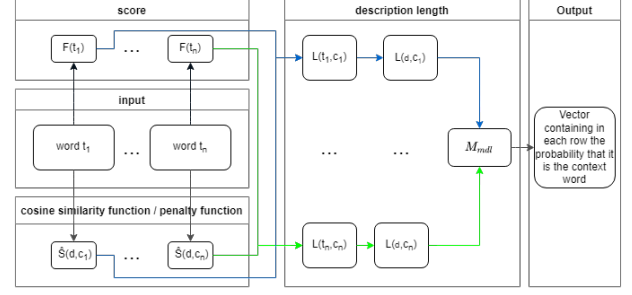 score
description length
Output
F(t₁)
...
F(tₙ)
L(t₁,c₁)
L(d,c₁)
input
word t₁
...
word tₙ
...
...
Mₘdₗ
Vector
containing in
each row the
probability that it
is the context
word
cosine similarity function / penalty function
Ŝ(d,c₁)
...
Ŝ(d,cₙ)
L(tₙ,cₙ)
L(d,cₙ)